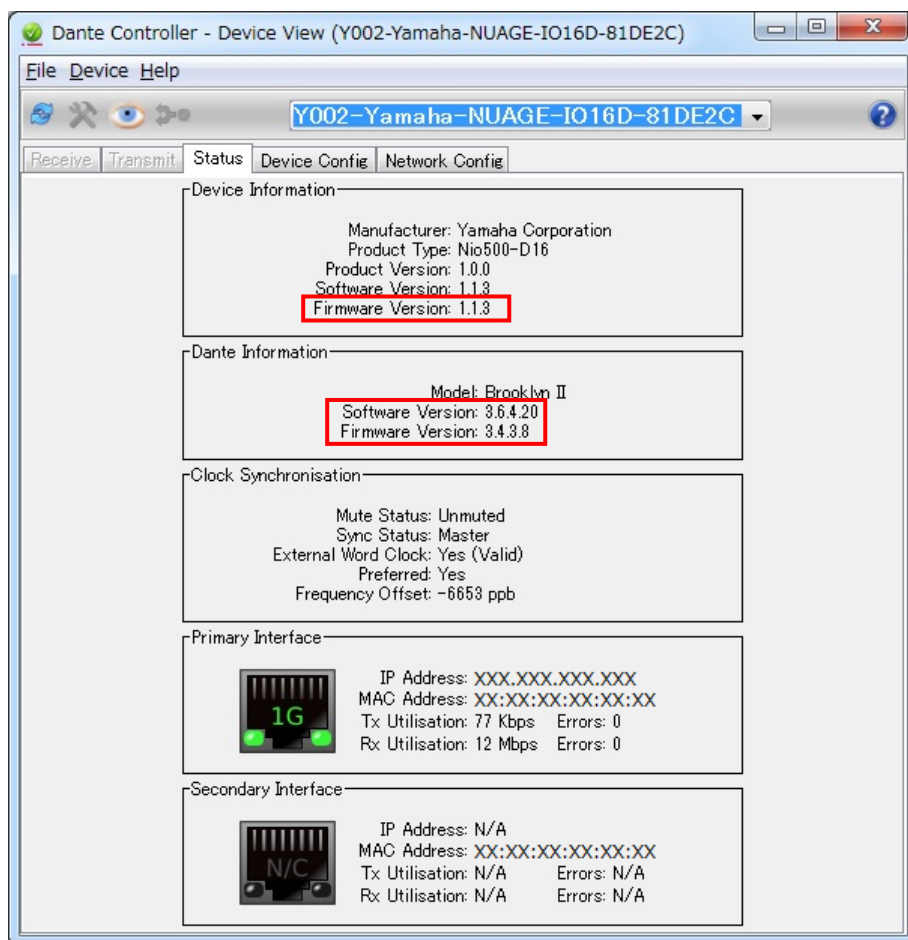 Dante Controller - Device View (Y002-Yamaha-NUAGE-IO16D-81DE2C)
File Device Help
Y002-Yamaha-NUAGE-IO16D-81DE2C
?
Receive Transmit Status Device Config Network Config
Device Information
Manufacturer: Yamaha Corporation
Product Type: Nio500-D16
Product Version: 1.0.0
Software Version: 1.1.3
Firmware Version: 1.1.3
Dante Information
Model: Brooklyn II
Software Version: 3.6.4.20
Firmware Version: 3.4.3.8
Clock Synchronisation
Mute Status: Unmuted
Sync Status: Master
External Word Clock: Yes (Valid)
Preferred: Yes
Frequency Offset: -6653 ppb
Primary Interface
1G
IP Address: XXX.XXX.XXX.XXX
MAC Address: XX:XX:XX:XX:XX:XX
Tx Utilisation: 77 Kbps Errors: 0
Rx Utilisation: 12 Mbps Errors: 0
Secondary Interface
N/C
IP Address: N/A
MAC Address: XX:XX:XX:XX:XX:XX
Tx Utilisation: N/A Errors: N/A
Rx Utilisation: N/A Errors: N/A